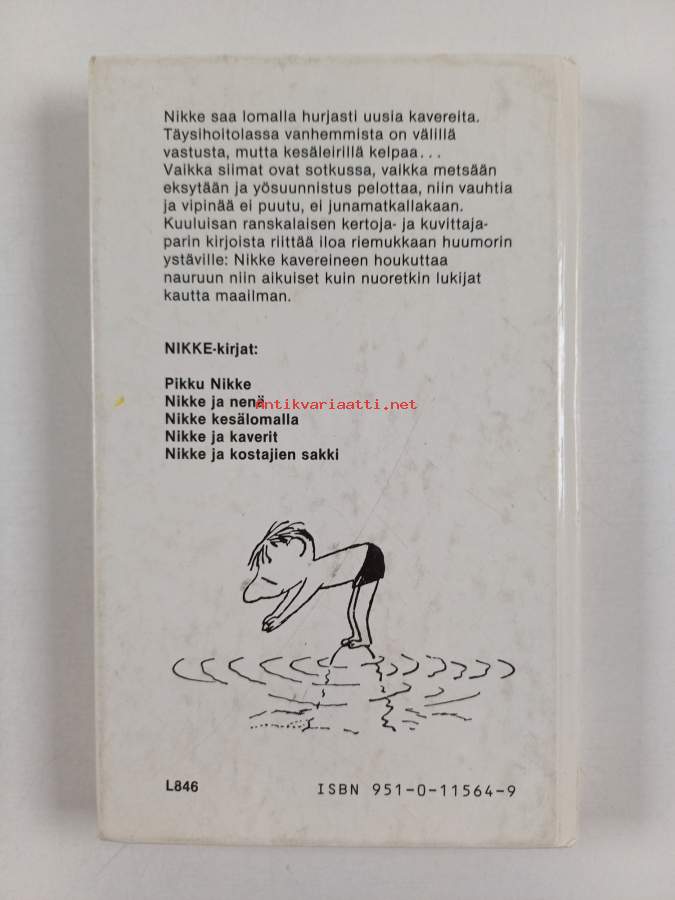 Nikke saa lomalla hurjasti uusia kavereita.
Täysihoitolassa vanhemmista on välillä
vastusta, mutta kesäleirillä kelpaa...
Vaikka siimat ovat sotkussa, vaikka metsään
eksytään ja yösuunnistus pelottaa, niin vauhtia
ja vipinää ei puutu, ei junamatkallakaan.
Kuuluisan ranskalaisen kertoja- ja kuvittaja-
parin kirjoista riittää iloa riemukkaan huumorin
ystäville: Nikke kavereineen houkuttaa
nauruun niin aikuiset kuin nuoretkin lukijat
kautta maailman.
NIKKE-kirjat:
Pikku Nikke
Nikke ja nenä
Antikvariaatti.net
Nikke kesälomalla
Nikke ja kaverit
Nikke ja kostajien sakki
L846
ISBN 951-0-11564-9